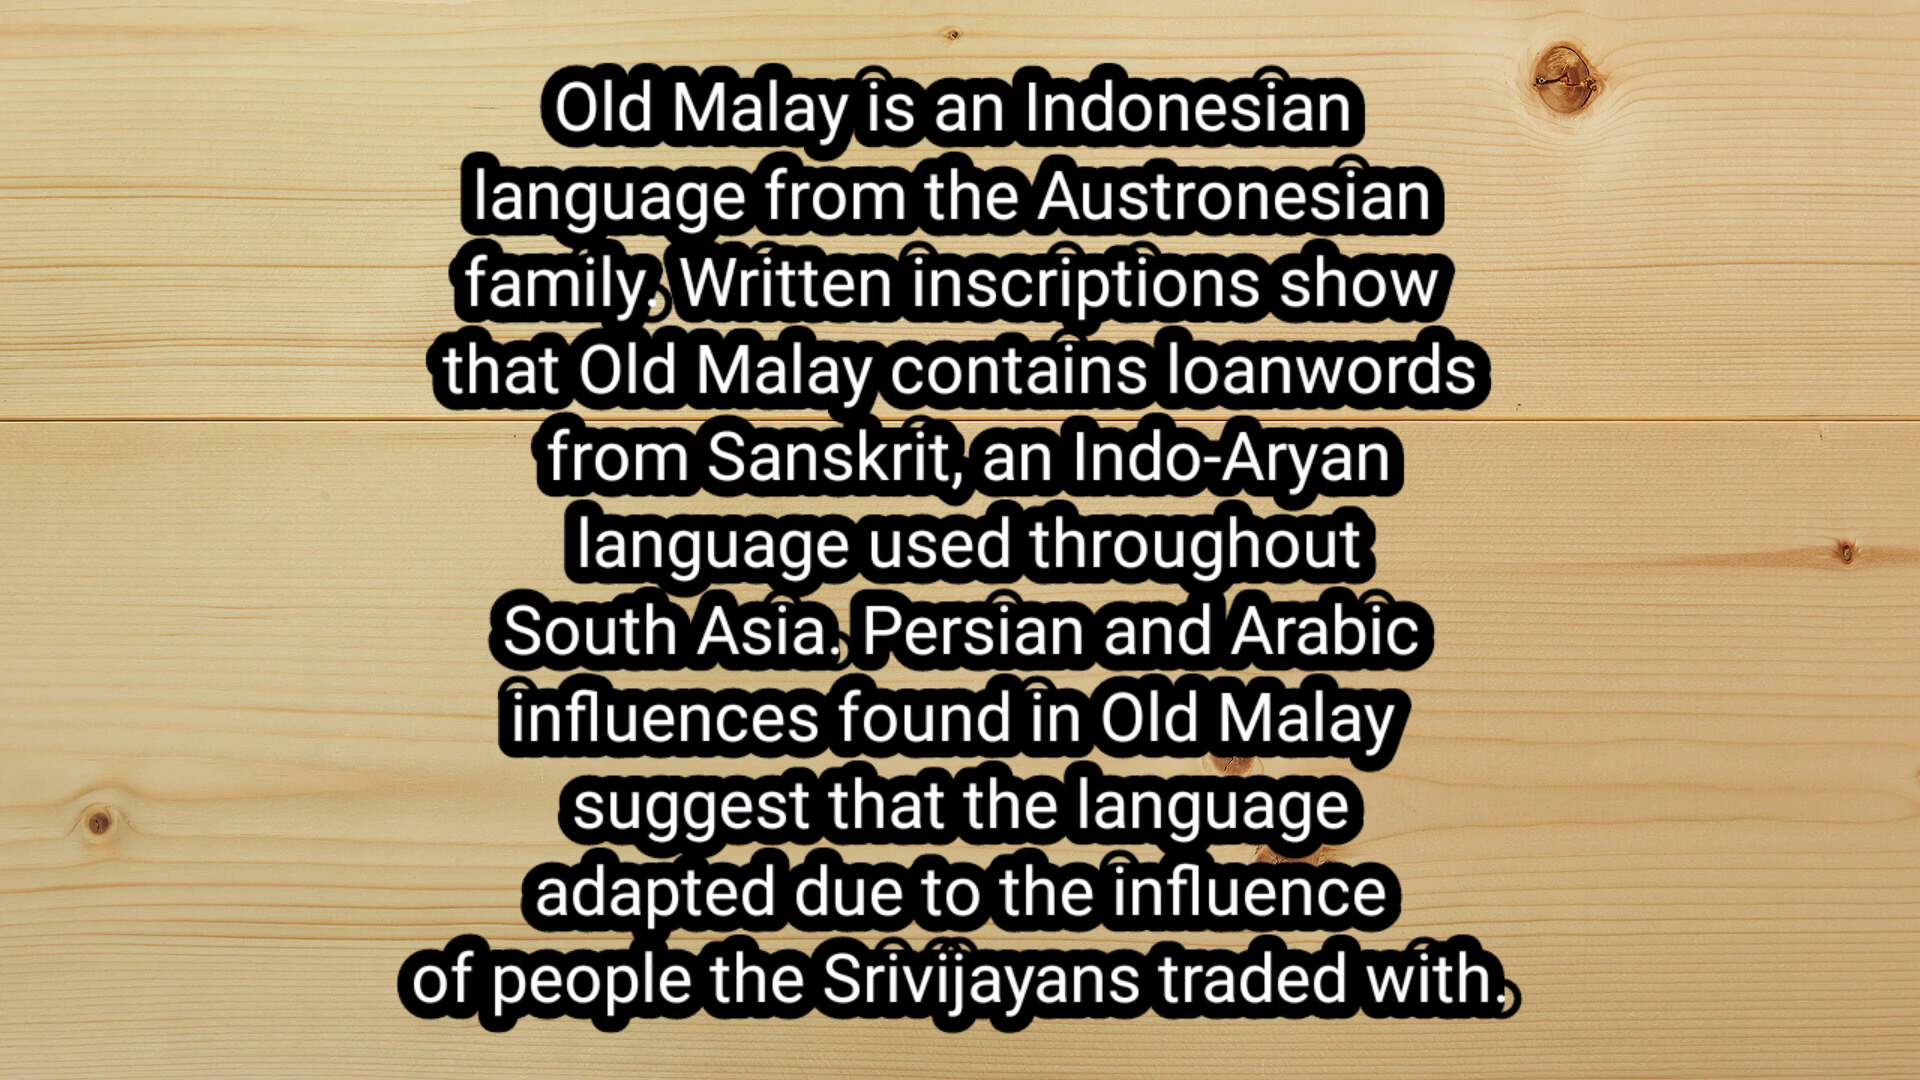 Old Malay is an Indonesian
language from the Austronesian
family. Written inscriptions show
that Old Malay contains loanwords
from Sanskrit, an Indo-Aryan
language used throughout
South Asia. Persian and Arabic
influences found in Old Malay
suggest that the language
adapted due to the influence
of people the Srivijayans traded with.